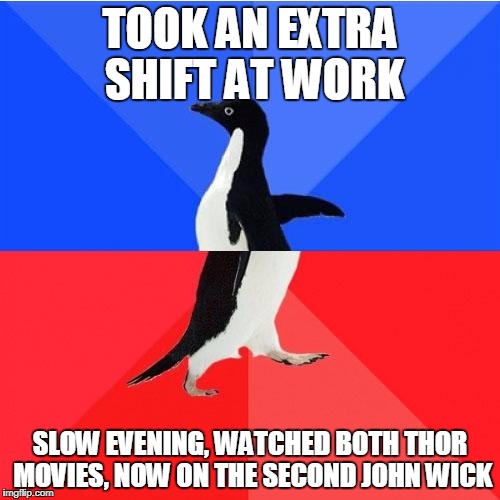 TOOK AN EXTRA
SHIFT AT WORK
SLOW EVENING, WATCHED BOTH THOR
MOVIES, NOW ON THE SECOND JOHN WICK
imgflip.com